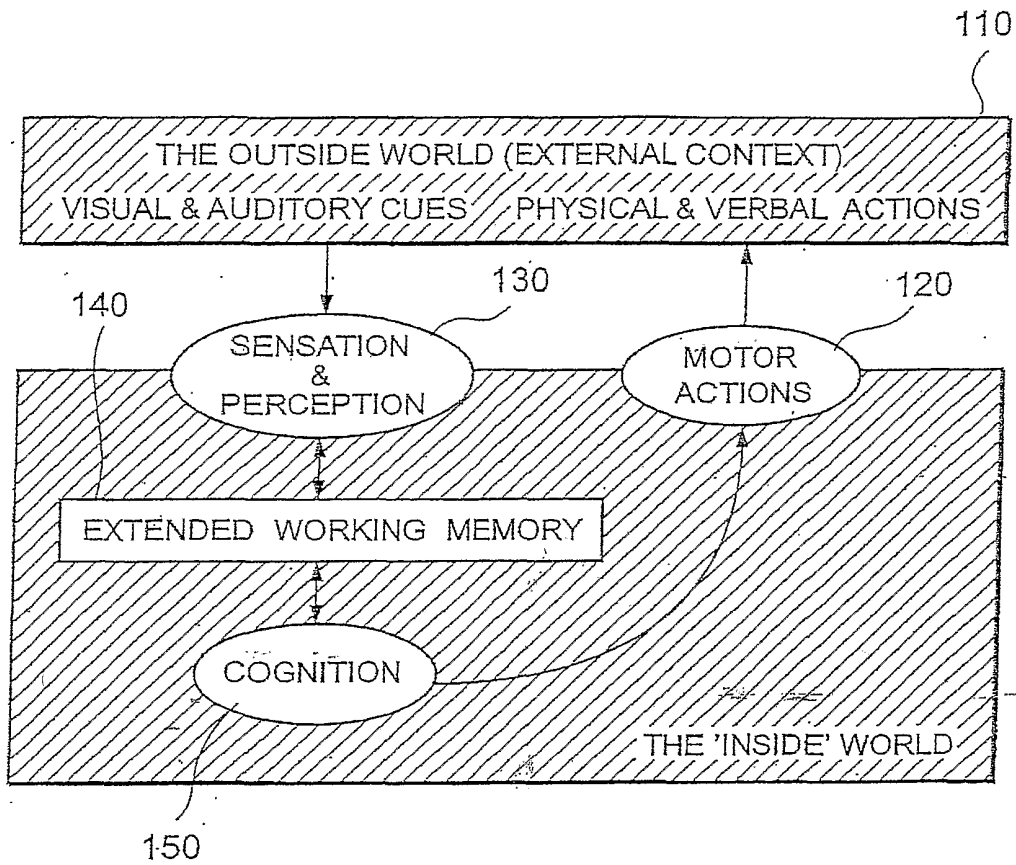 110
THE OUTSIDE WORLD (EXTERNAL CONTEXT)
VISUAL & AUDITORY CUES PHYSICAL & VERBAL ACTIONS
130
120
140
SENSATION
&
PERCEPTION
MOTOR
ACTIONS
EXTENDED WORKING MEMORY
COGNITION
THE 'INSIDE' WORLD
150